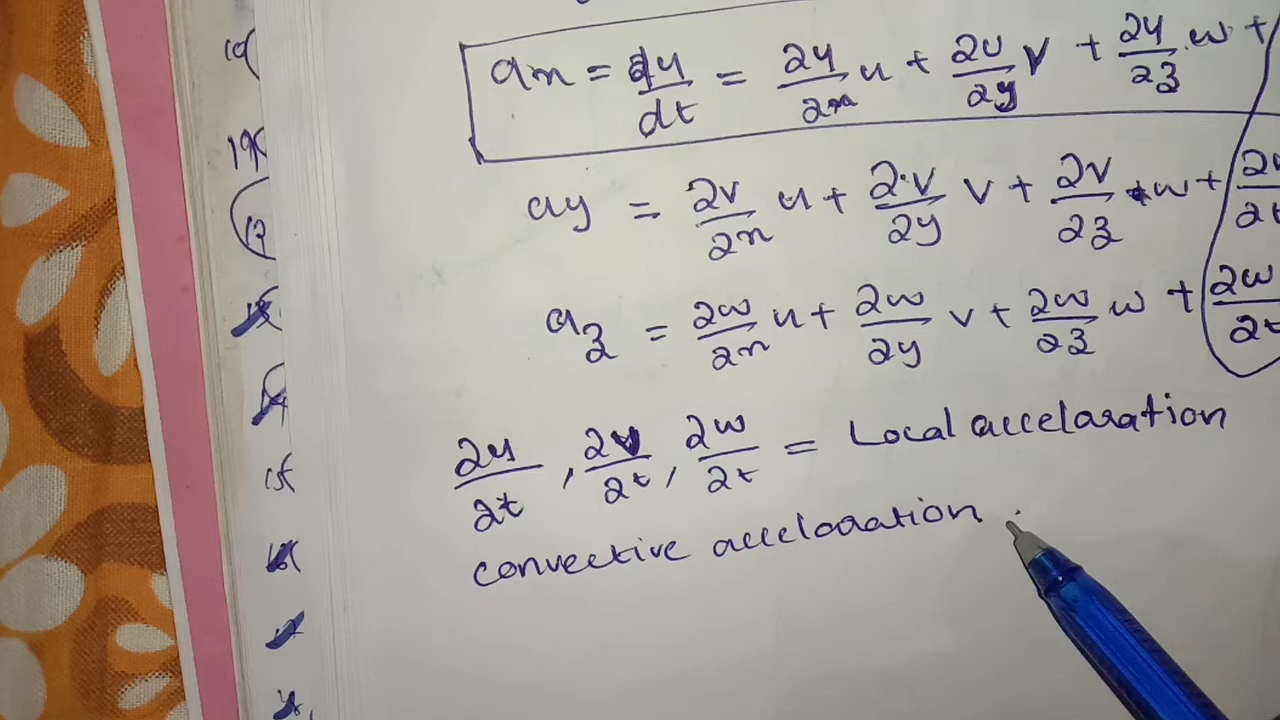 ax = du/dt = ∂u/∂x u + ∂u/∂y v + ∂u/∂z w +
ay = ∂v/∂x u + ∂v/∂y v + ∂v/∂z w + ∂v/∂t
az = ∂w/∂x u + ∂w/∂y v + ∂w/∂z w + ∂w/∂t
∂u/∂t , ∂v/∂t , ∂w/∂t = Local accelaration
convective accelaration